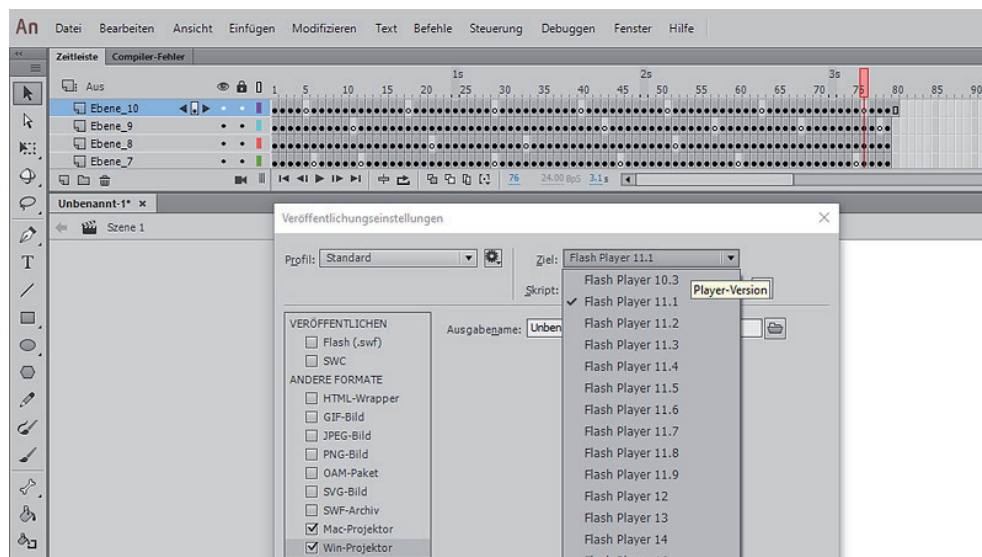 An Datei Bearbeiten Ansicht Einfügen Modifizieren Text Befehle Steuerung Debuggen Fenster Hilfe
Zeitleiste Compiler-Fehler
1s 2s 3s
Aus 1 5 10 15 20 25 30 35 40 45 50 55 60 65 70 75 80 85 90
Ebene_10
Ebene_9
Ebene_8
Ebene_7
76 24.00 BpS 3.1 s
Unbenannt-1* ×
Szene 1
Veröffentlichungseinstellungen
Profil: Standard Ziel: Flash Player 11.1
Skript:
Flash Player 10.3
Player-Version
Flash Player 11.1
VERÖFFENTLICHEN
Ausgabename: Unben
Flash Player 11.2
Flash (.swf)
Flash Player 11.3
SWC
Flash Player 11.4
ANDERE FORMATE
Flash Player 11.5
HTML-Wrapper
Flash Player 11.6
GIF-Bild
Flash Player 11.7
JPEG-Bild
Flash Player 11.8
PNG-Bild
Flash Player 11.9
OAM-Paket
Flash Player 12
SVG-Bild
Flash Player 13
SWF-Archiv
Flash Player 14
Mac-Projektor
Win-Projektor